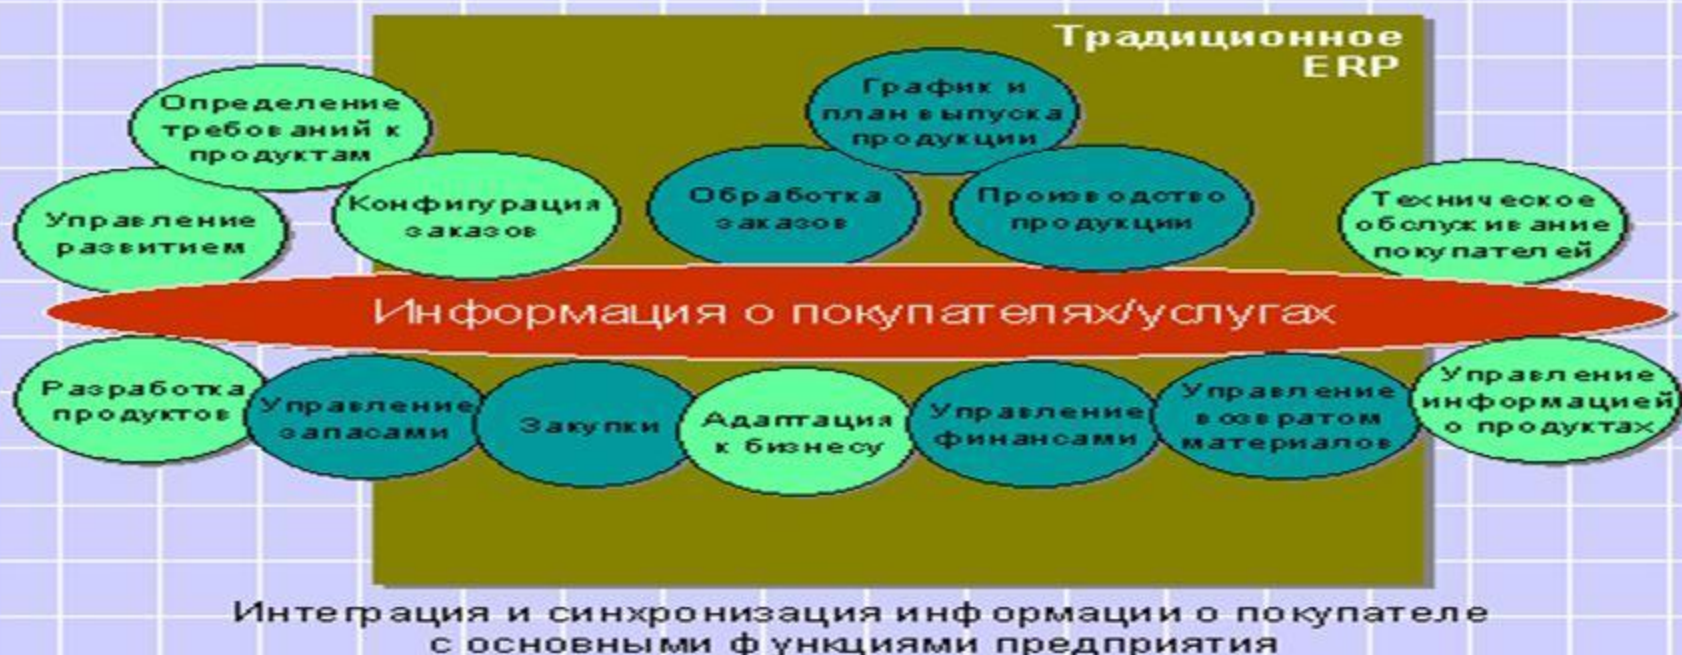 Традиционное
ERP
Определение
требований к
продуктам
График и
план выпуска
продукции
Управление
развитием
Конфигурация
заказов
Обработка
заказов
Производство
продукции
Техническое
обслуживание
покупателей
Информация о покупателях/услугах
Разработка
продуктов
Управление
запасами
Закупки
Адаптация
к бизнесу
Управление
финансами
Управление
возвратом
материалов
Управление
информацией
о продуктах
Интеграция и синхронизация информации о покупателе
с основными функциями предприятия